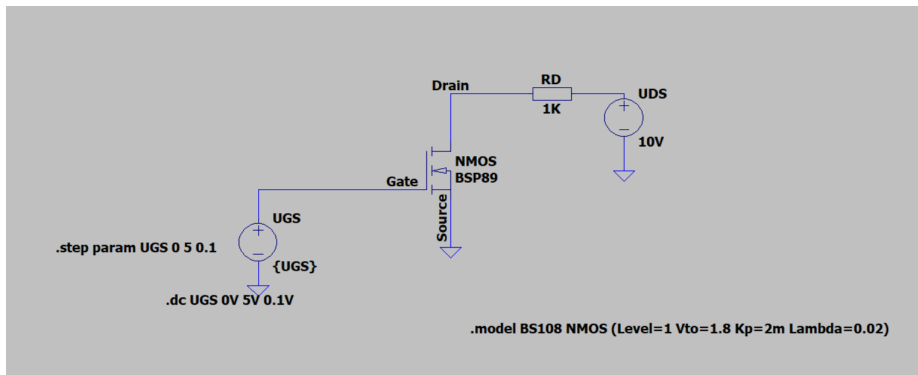 Drain
RD
1K
UDS
+
−
10V
NMOS
BSP89
Gate
Source
UGS
+
−
{UGS}
.step param UGS 0 5 0.1
.dc UGS 0V 5V 0.1V
.model BS108 NMOS (Level=1 Vto=1.8 Kp=2m Lambda=0.02)